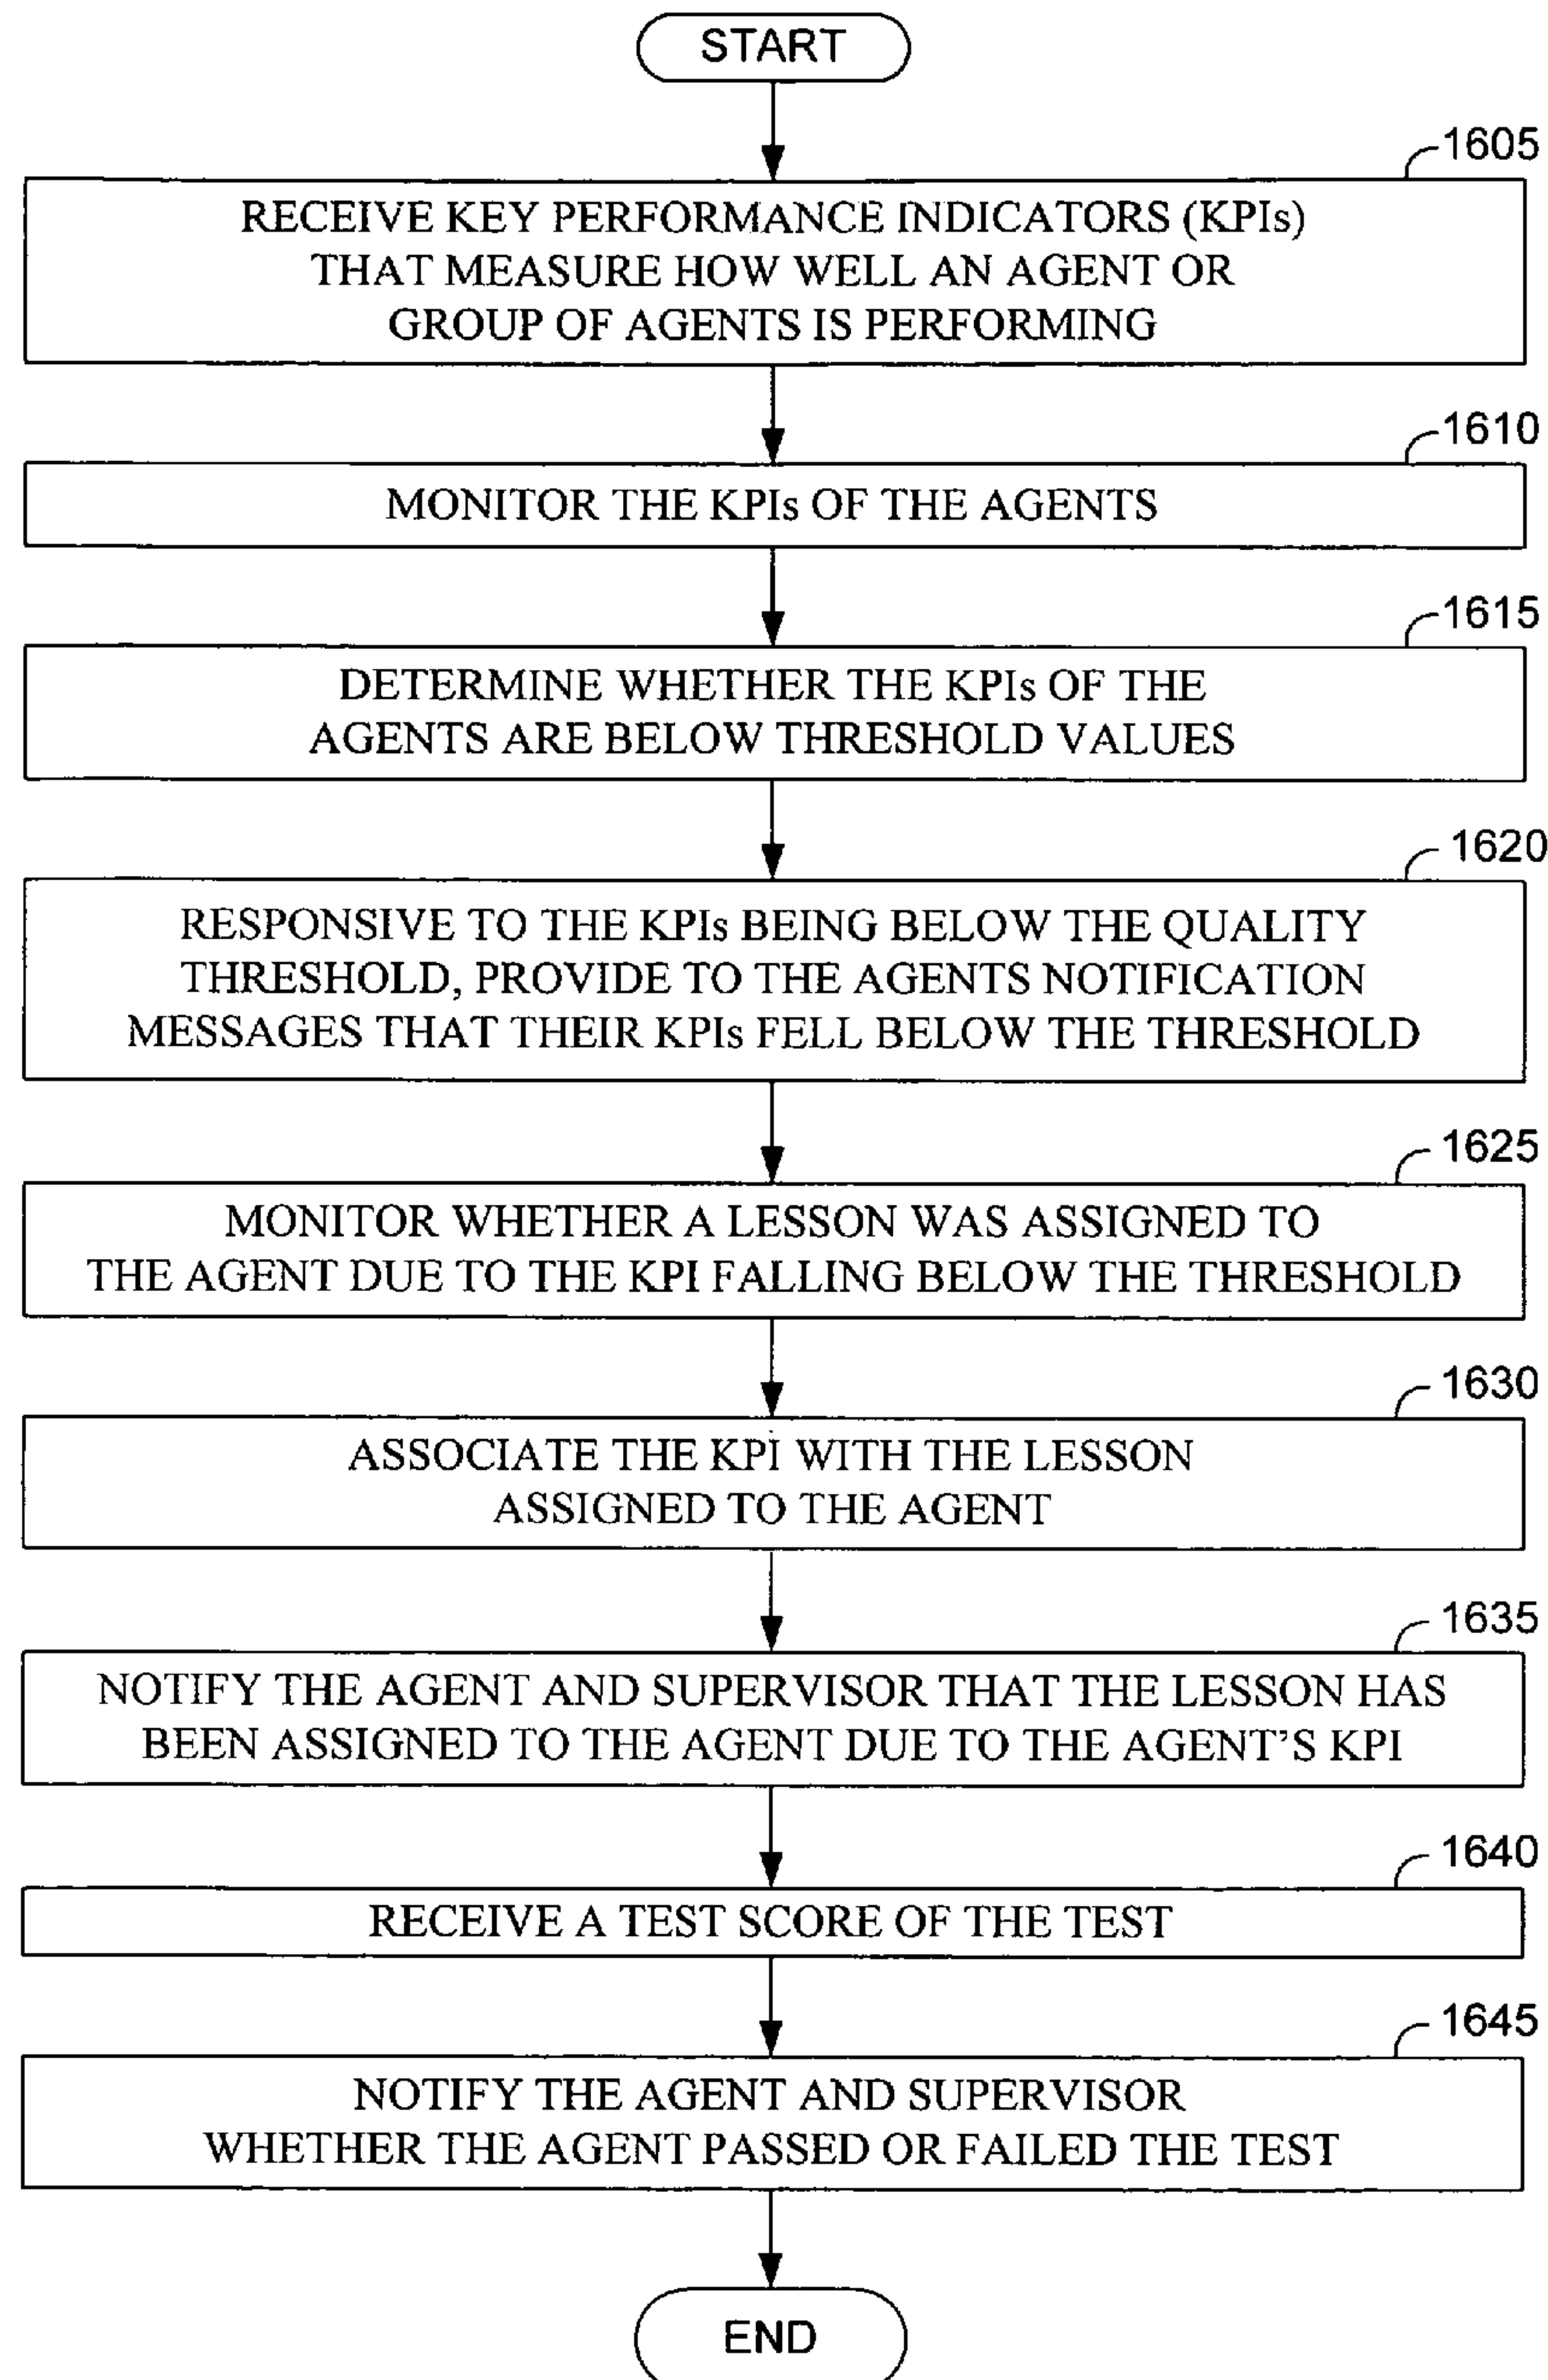 START
1605
RECEIVE KEY PERFORMANCE INDICATORS (KPIs)
THAT MEASURE HOW WELL AN AGENT OR
GROUP OF AGENTS IS PERFORMING
1610
MONITOR THE KPIs OF THE AGENTS
1615
DETERMINE WHETHER THE KPIs OF THE
AGENTS ARE BELOW THRESHOLD VALUES
1620
RESPONSIVE TO THE KPIs BEING BELOW THE QUALITY
THRESHOLD, PROVIDE TO THE AGENTS NOTIFICATION
MESSAGES THAT THEIR KPIs FELL BELOW THE THRESHOLD
1625
MONITOR WHETHER A LESSON WAS ASSIGNED TO
THE AGENT DUE TO THE KPI FALLING BELOW THE THRESHOLD
1630
ASSOCIATE THE KPI WITH THE LESSON
ASSIGNED TO THE AGENT
1635
NOTIFY THE AGENT AND SUPERVISOR THAT THE LESSON HAS
BEEN ASSIGNED TO THE AGENT DUE TO THE AGENT'S KPI
1640
RECEIVE A TEST SCORE OF THE TEST
1645
NOTIFY THE AGENT AND SUPERVISOR
WHETHER THE AGENT PASSED OR FAILED THE TEST
END